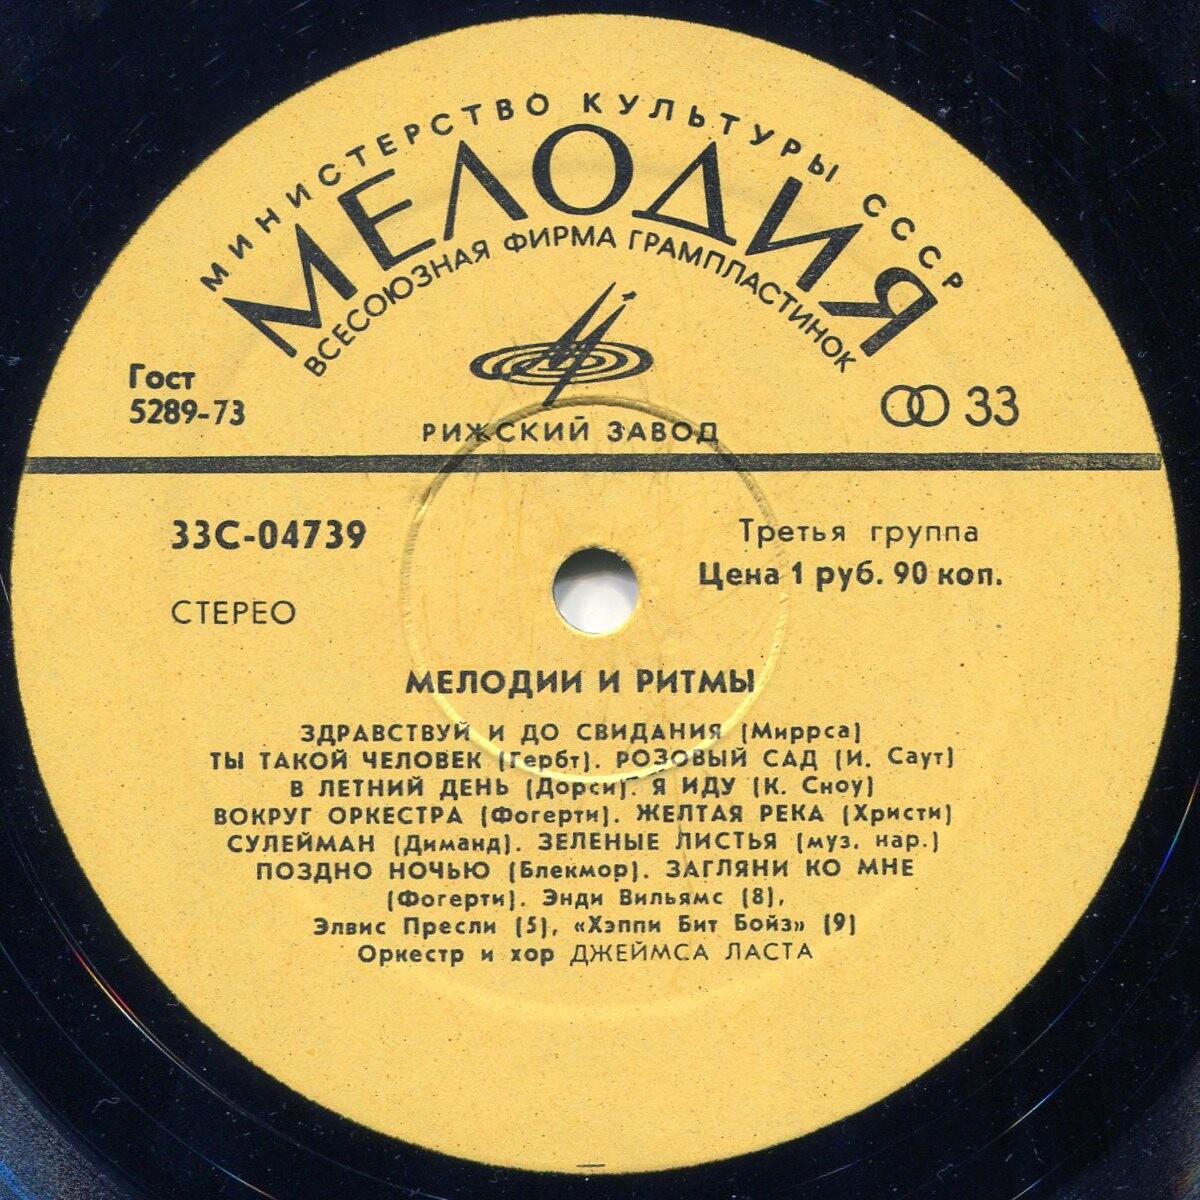 МИНИСТЕРСТВО КУЛЬТУРЫ СССР
МЕЛОДИЯ
ВСЕСОЮЗНАЯ ФИРМА ГРАМПЛАСТИНОК
Гост
5289-73
33
РИЖСКИЙ ЗАВОД
33С-04739
СТЕРЕО
Третья группа
Цена 1 руб. 90 коп.
МЕЛОДИИ И РИТМЫ
ЗДРАВСТВУЙ И ДО СВИДАНИЯ (Миррса)
ТЫ ТАКОЙ ЧЕЛОВЕК (Гербт). РОЗОВЫЙ САД (И. Саут)
В ЛЕТНИЙ ДЕНЬ (Дорси). Я ИДУ (К. Сноу)
ВОКРУГ ОРКЕСТРА (Фогерти). ЖЕЛТАЯ РЕКА (Христи)
СУЛЕЙМАН (Диманд). ЗЕЛЕНЫЕ ЛИСТЬЯ (муз. нар.)
ПОЗДНО НОЧЬЮ (Блекмор). ЗАГЛЯНИ КО МНЕ
(Фогерти). Энди Вильямс (8),
Элвис Пресли (5), «Хэппи Бит Бойз» (9)
Оркестр и хор ДЖЕЙМСА ЛАСТА